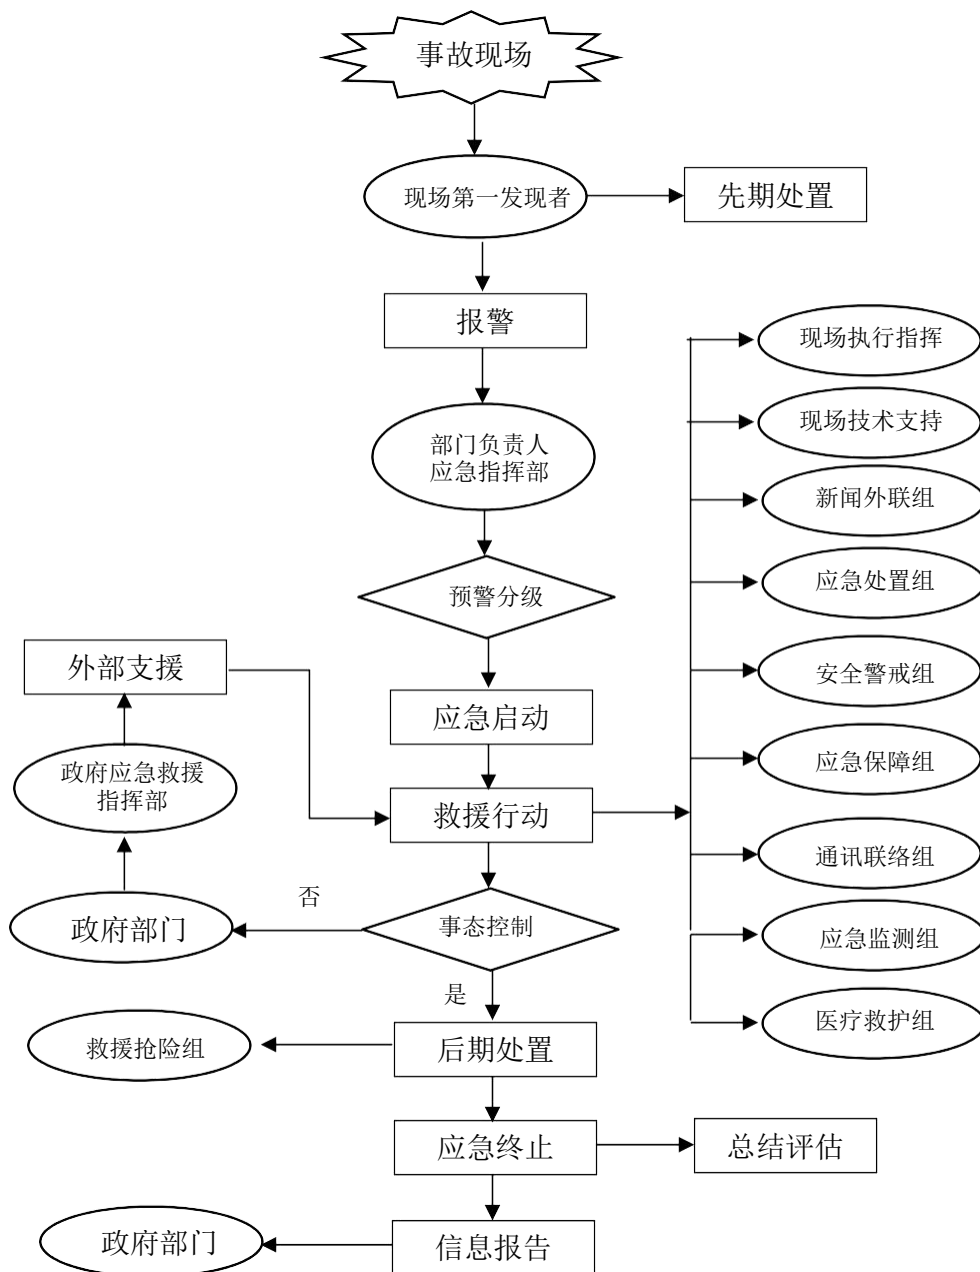 事故现场
现场第一发现者
先期处置
报警
现场执行指挥
现场技术支持
部门负责人
应急指挥部
新闻外联组
应急处置组
预警分级
外部支援
安全警戒组
应急启动
应急保障组
政府应急救援
指挥部
救援行动
通讯联络组
否
政府部门
事态控制
应急监测组
是
医疗救护组
救援抢险组
后期处置
应急终止
总结评估
政府部门
信息报告